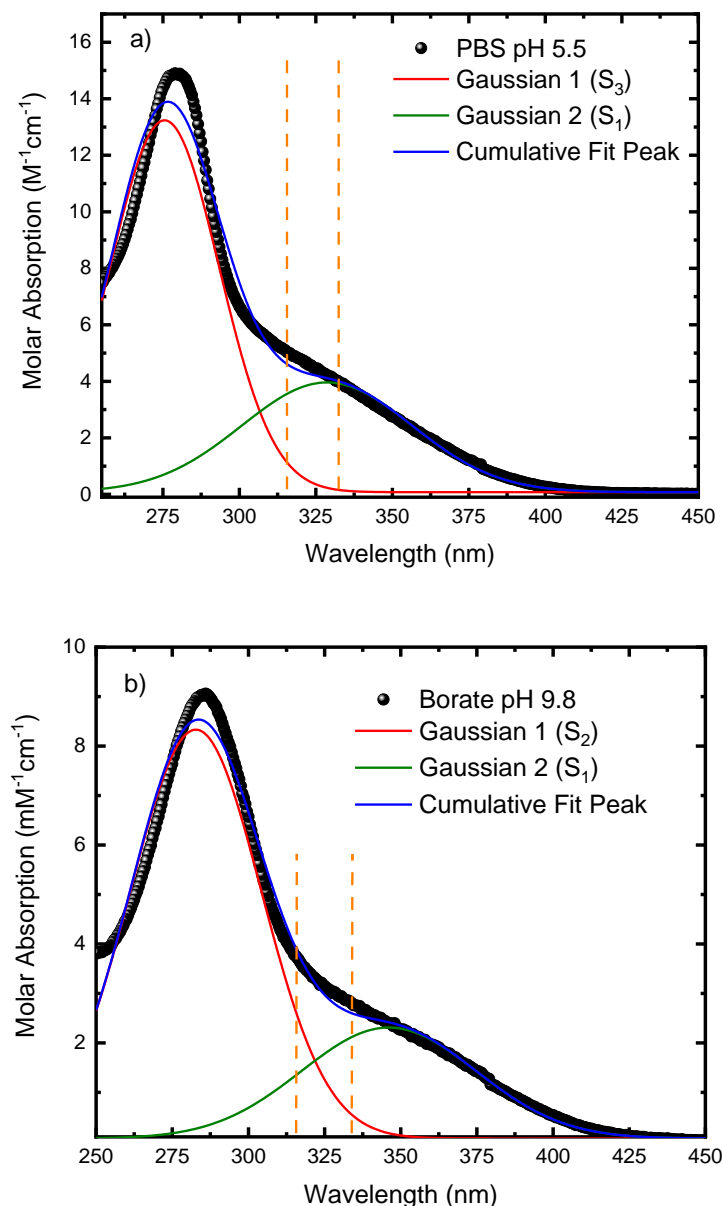 a)
PBS pH 5.5
Gaussian 1 (S₃)
Gaussian 2 (S₁)
Cumulative Fit Peak
16
14
12
10
8
6
4
2
0
Molar Absorption (M⁻¹cm⁻¹)
275 300 325 350 375 400 425 450
Wavelength (nm)
b)
Borate pH 9.8
Gaussian 1 (S₂)
Gaussian 2 (S₁)
Cumulative Fit Peak
10
8
6
4
2
Molar Absorption (mM⁻¹cm⁻¹)
250 275 300 325 350 375 400 425 450
Wavelength (nm)